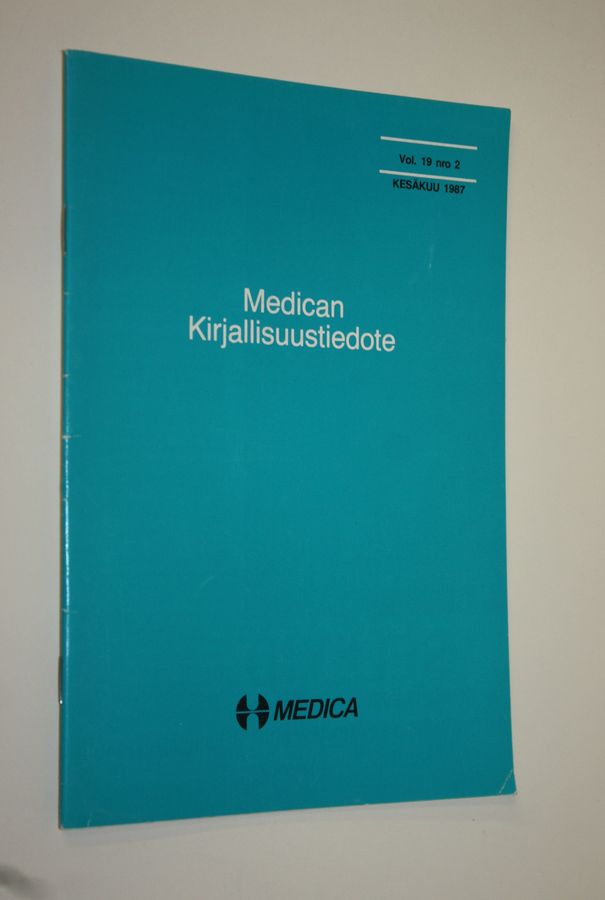 Vol. 19 nro 2
KESÄKUU 1987
Medican
Kirjallisuustiedote
MEDICA